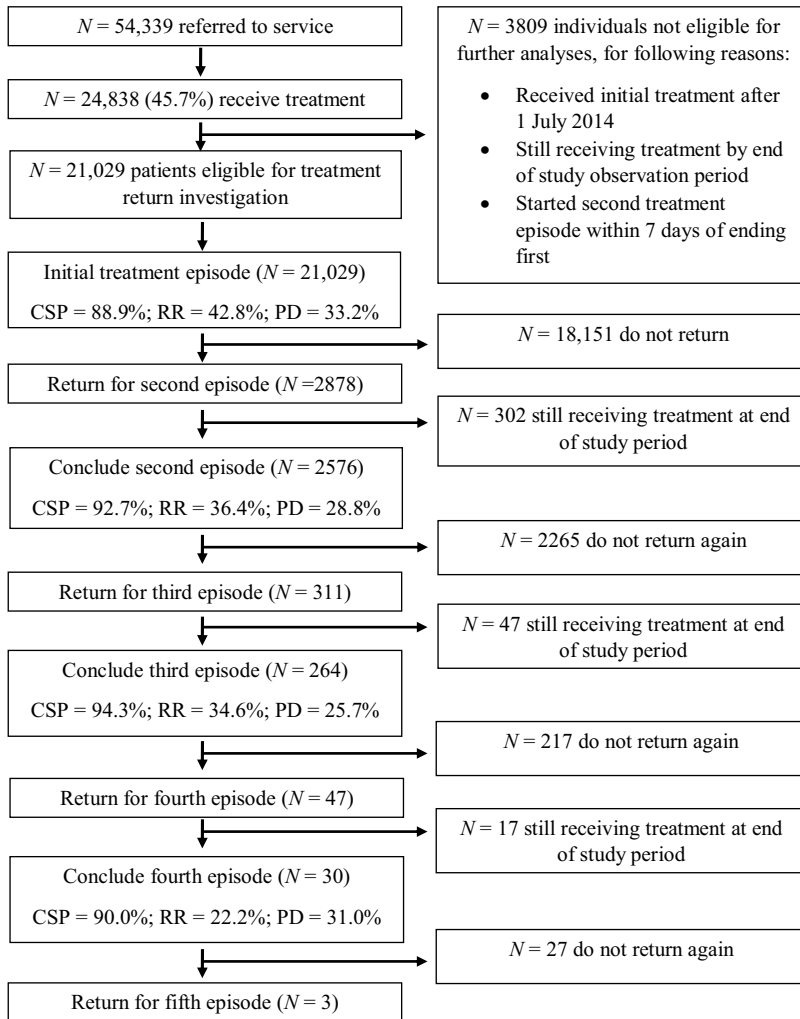 N = 54,339 referred to service
N = 24,838 (45.7%) receive treatment
N = 3809 individuals not eligible for
further analyses, for following reasons:
• Received initial treatment after
1 July 2014
• Still receiving treatment by end
of study observation period
• Started second treatment
episode within 7 days of ending
first
N = 21,029 patients eligible for treatment
return investigation
Initial treatment episode (N = 21,029)
CSP = 88.9%; RR = 42.8%; PD = 33.2%
N = 18,151 do not return
Return for second episode (N =2878)
N = 302 still receiving treatment at end
of study period
Conclude second episode (N = 2576)
CSP = 92.7%; RR = 36.4%; PD = 28.8%
N = 2265 do not return again
Return for third episode (N = 311)
N = 47 still receiving treatment at end
of study period
Conclude third episode (N = 264)
CSP = 94.3%; RR = 34.6%; PD = 25.7%
N = 217 do not return again
Return for fourth episode (N = 47)
N = 17 still receiving treatment at end
of study period
Conclude fourth episode (N = 30)
CSP = 90.0%; RR = 22.2%; PD = 31.0%
N = 27 do not return again
Return for fifth episode (N = 3)